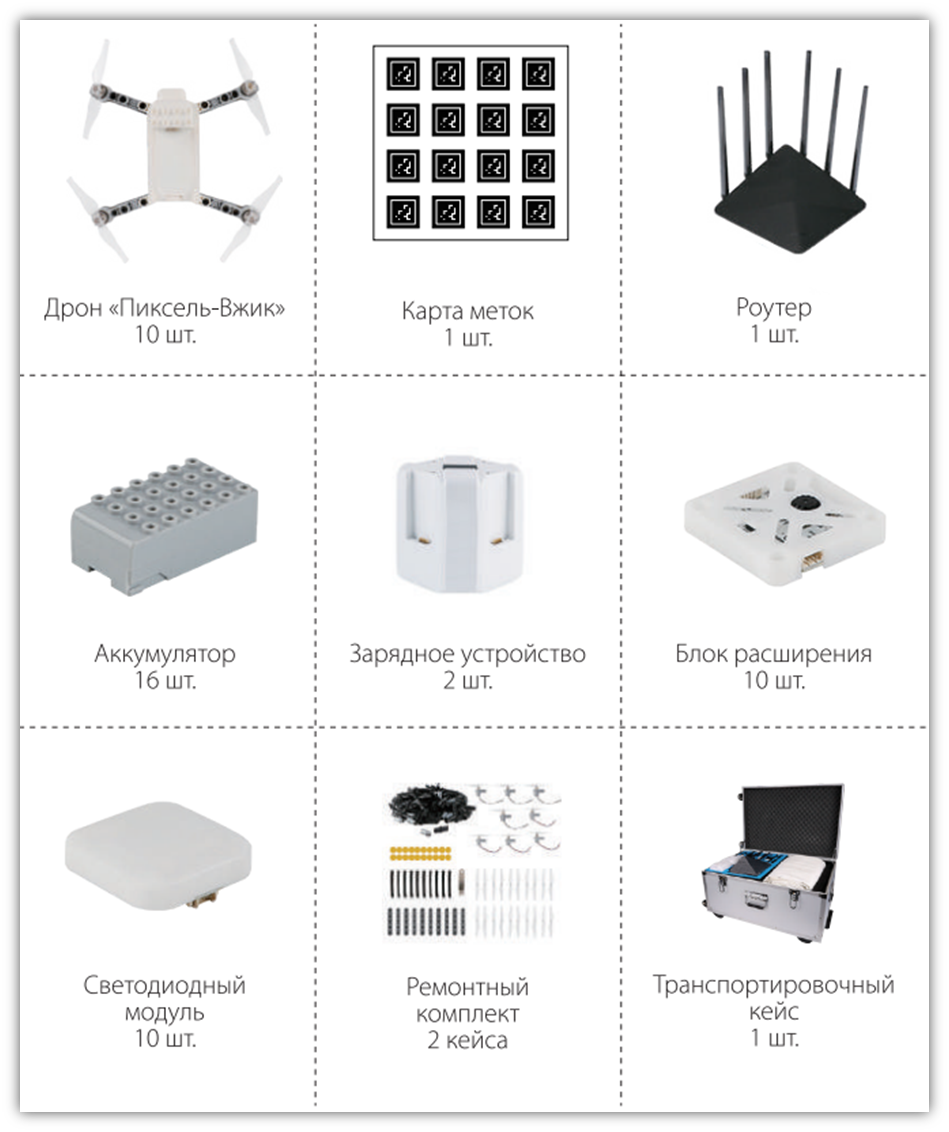 Дрон «Пиксель-Вжик»
10 шт.
Карта меток
1 шт.
Роутер
1 шт.
Аккумулятор
16 шт.
Зарядное устройство
2 шт.
Блок расширения
10 шт.
Светодиодный
модуль
10 шт.
Ремонтный
комплект
2 кейса
Транспортировочный
кейс
1 шт.